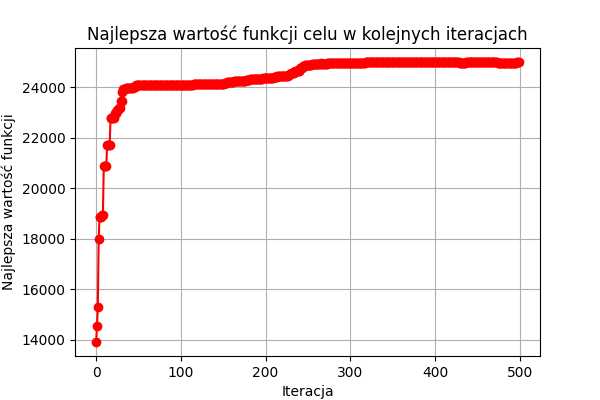 Najlepsza wartość funkcji celu w kolejnych iteracjach
Najlepsza wartość funkcji
24000
22000
20000
18000
16000
14000
0 100 200 300 400 500
Iteracja